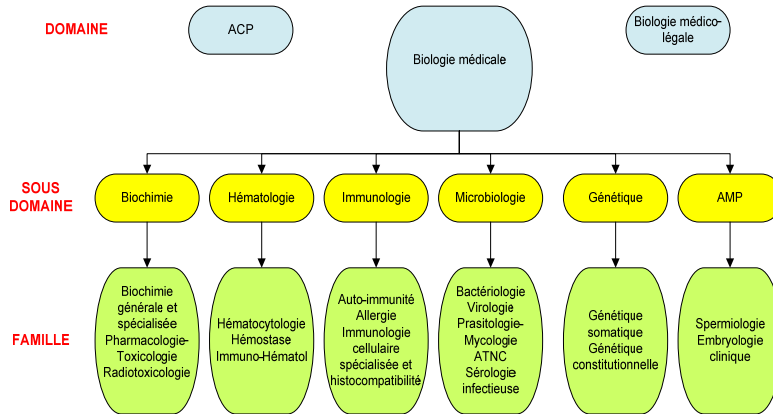 DOMAINE
ACP
Biologie médicale
Biologie médico-
légale
SOUS
DOMAINE
Biochimie
Hématologie
Immunologie
Microbiologie
Génétique
AMP
FAMILLE
Biochimie
générale et
spécialisée
Pharmacologie-
Toxicologie
Radiotoxicologie
Hématocytologie
Hémostase
Immuno-Hématol
Auto-immunité
Allergie
Immunologie
cellulaire
spécialisée et
histocompatibilité
Bactériologie
Virologie
Prasitologie-
Mycologie
ATNC
Sérologie
infectieuse
Génétique
somatique
Génétique
constitutionnelle
Spermiologie
Embryologie
clinique